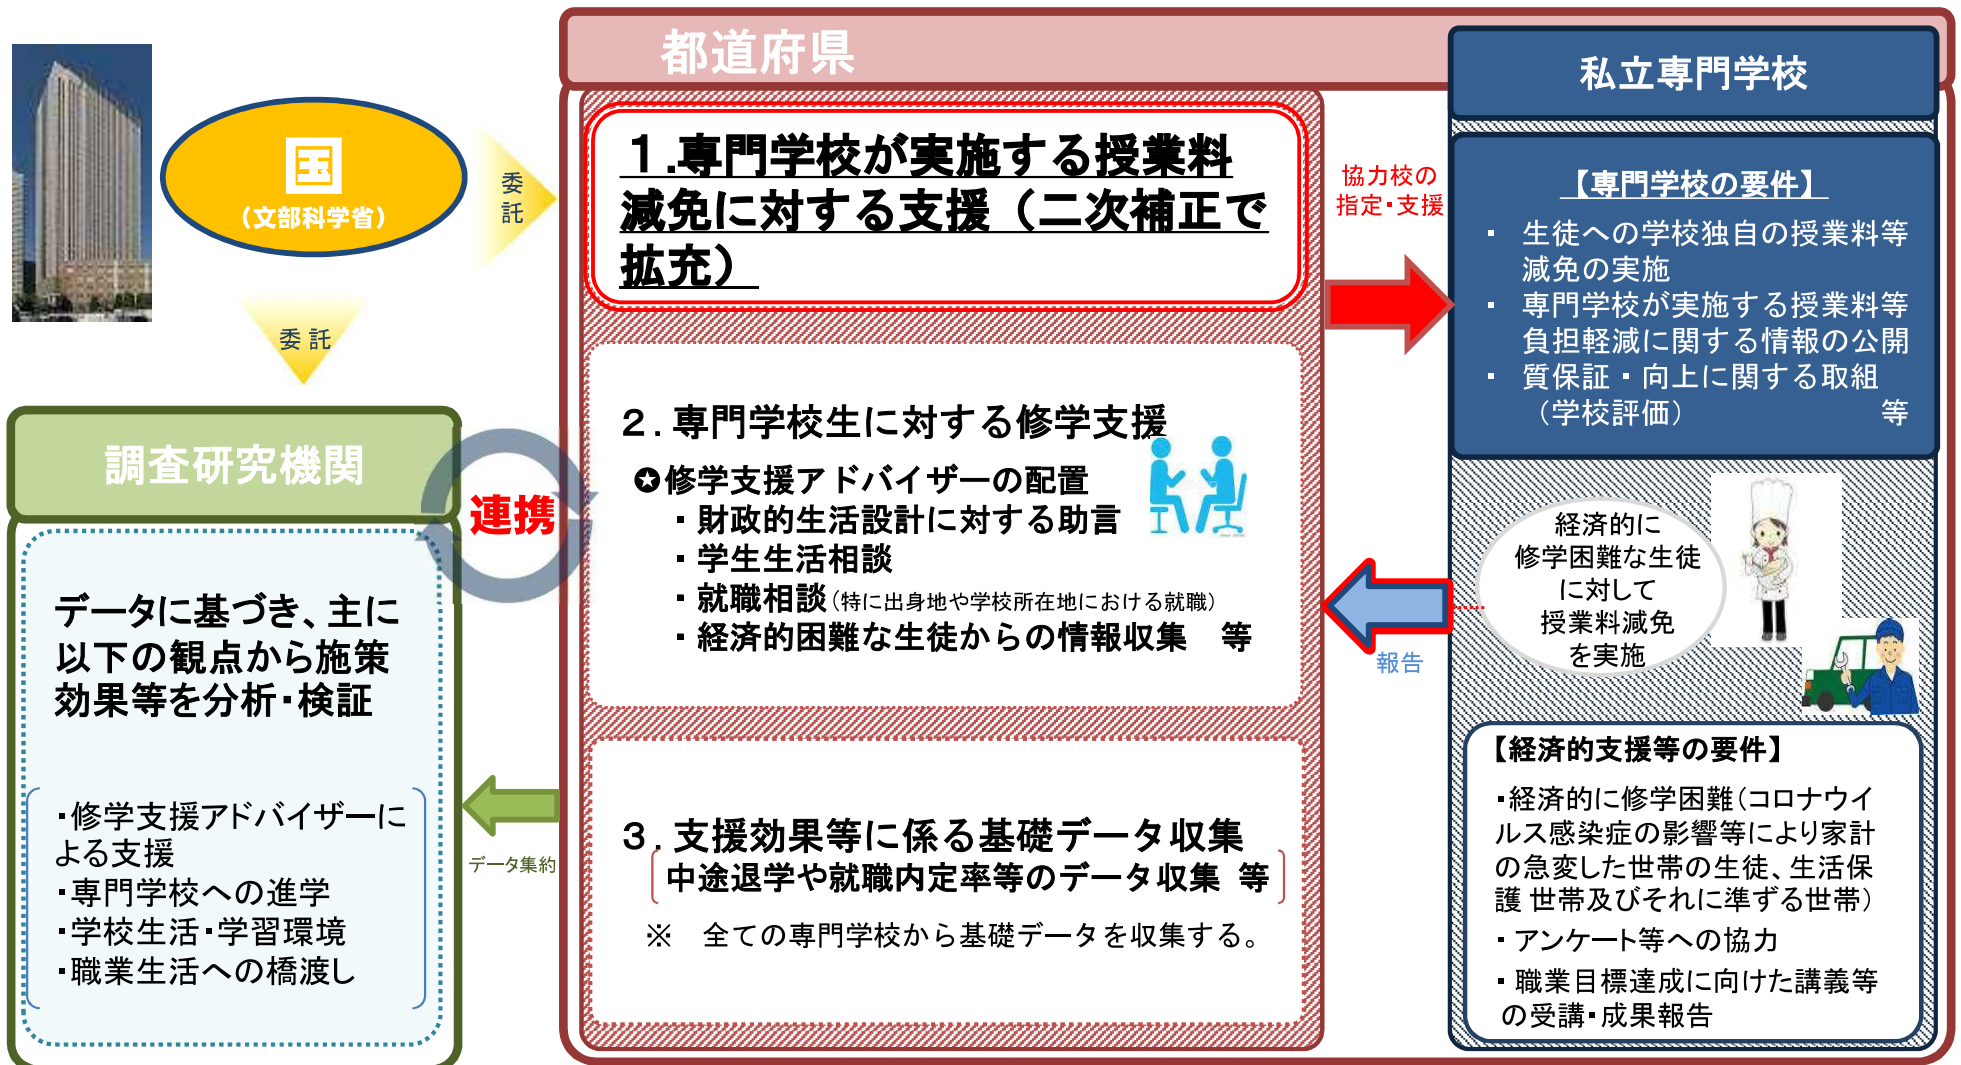 都道府県
私立専門学校
国
（文部科学省）
委
託
委 託
１.専門学校が実施する授業料
減免に対する支援（二次補正で
拡充）
協力校の
指定・支援
【専門学校の要件】
・ 生徒への学校独自の授業料等
減免の実施
・ 専門学校が実施する授業料等
負担軽減に関する情報の公開
・ 質保証・向上に関する取組
（学校評価） 等
調査研究機関
連携
２．専門学校生に対する修学支援
✪修学支援アドバイザーの配置
・財政的生活設計に対する助言
・学生生活相談
・就職相談（特に出身地や学校所在地における就職）
・経済的困難な生徒からの情報収集 等
経済的に
修学困難な生徒
に対して
授業料減免
を実施
報告
データに基づき、主に
以下の観点から施策
効果等を分析・検証
・修学支援アドバイザーに
よる支援
・専門学校への進学
・学校生活・学習環境
・職業生活への橋渡し
データ集約
３．支援効果等に係る基礎データ収集
中途退学や就職内定率等のデータ収集 等
※ 全ての専門学校から基礎データを収集する。
【経済的支援等の要件】
・経済的に修学困難（コロナウイ
ルス感染症の影響等により家計
の急変した世帯の生徒、生活保
護 世帯及びそれに準ずる世帯）
・アンケート等への協力
・職業目標達成に向けた講義等
の受講・成果報告